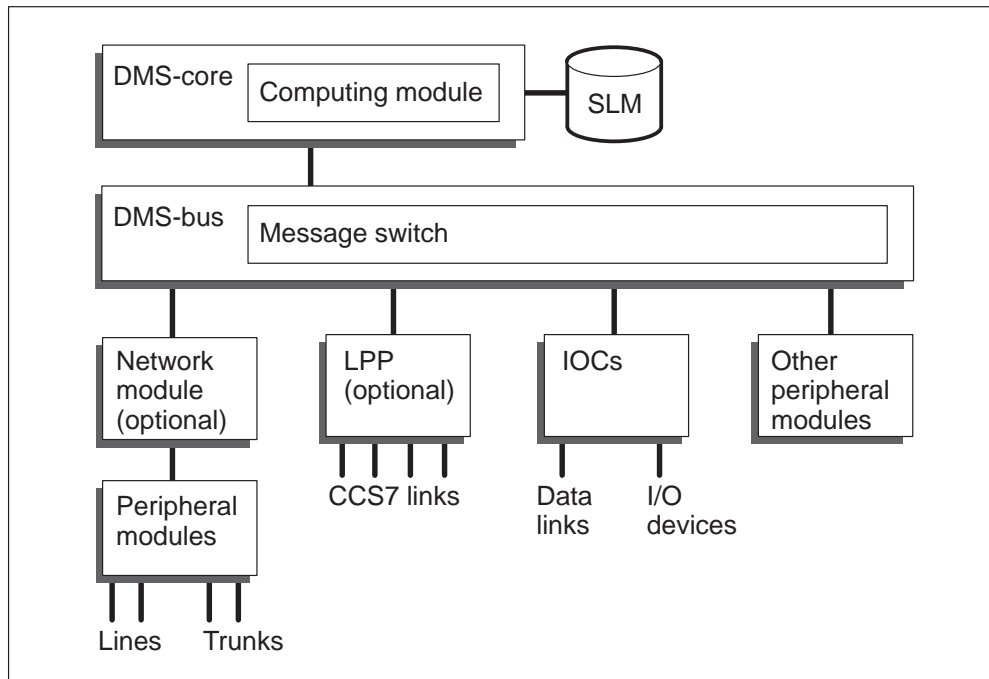 DMS-core
Computing module
SLM
DMS-bus
Message switch
Network
module
(optional)
LPP
(optional)
IOCs
Other
peripheral
modules
CCS7 links
Data
links
I/O
devices
Peripheral
modules
Lines
Trunks